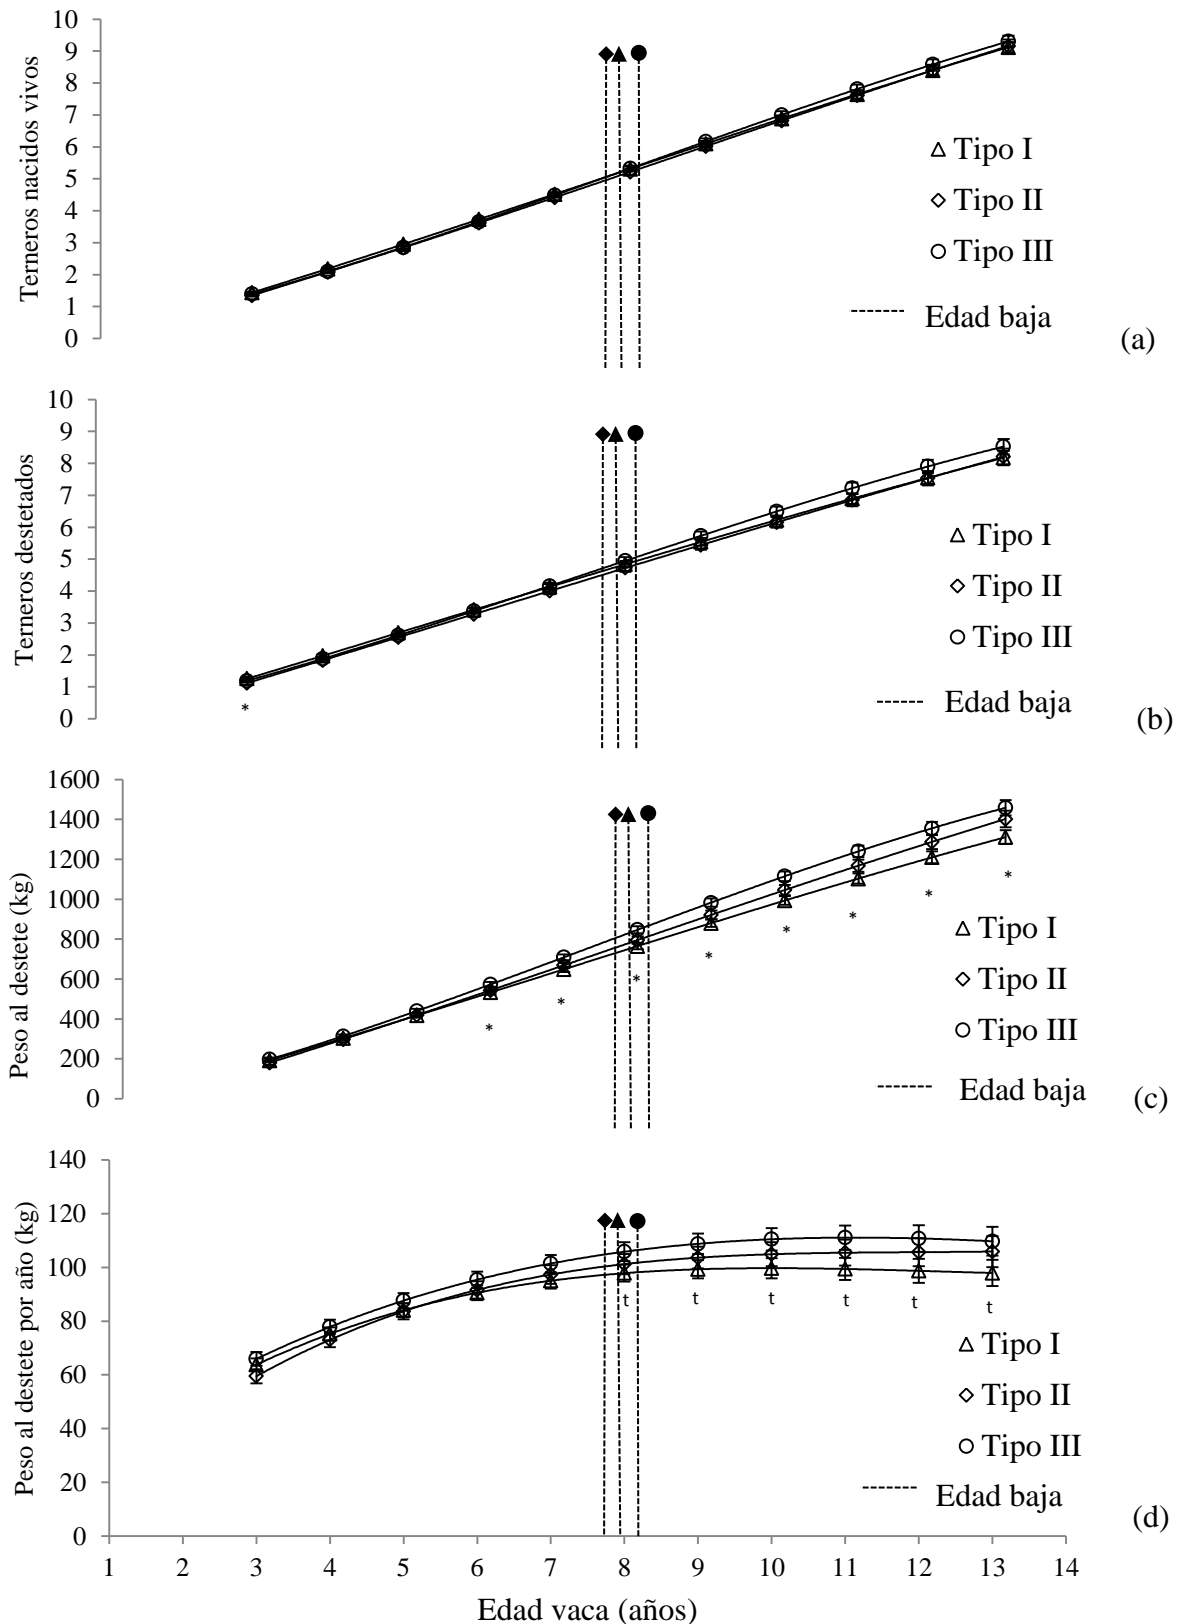 10
9
8
7
6
5
4
3
2
1
0
Terneros nacidos vivos
Tipo I
Tipo II
Tipo III
Edad baja
(a)
10
9
8
7
6
5
4
3
2
1
0
Terneros destetados
*
Tipo I
Tipo II
Tipo III
Edad baja
(b)
1600
1400
1200
1000
800
600
400
200
0
Peso al destete (kg)
* * * * * * * *
Tipo I
Tipo II
Tipo III
Edad baja
(c)
140
120
100
80
60
40
20
0
Peso al destete por año (kg)
t t t t t t
Tipo I
Tipo II
Tipo III
Edad baja
(d)
1 2 3 4 5 6 7 8 9 10 11 12 13 14
Edad vaca (años)